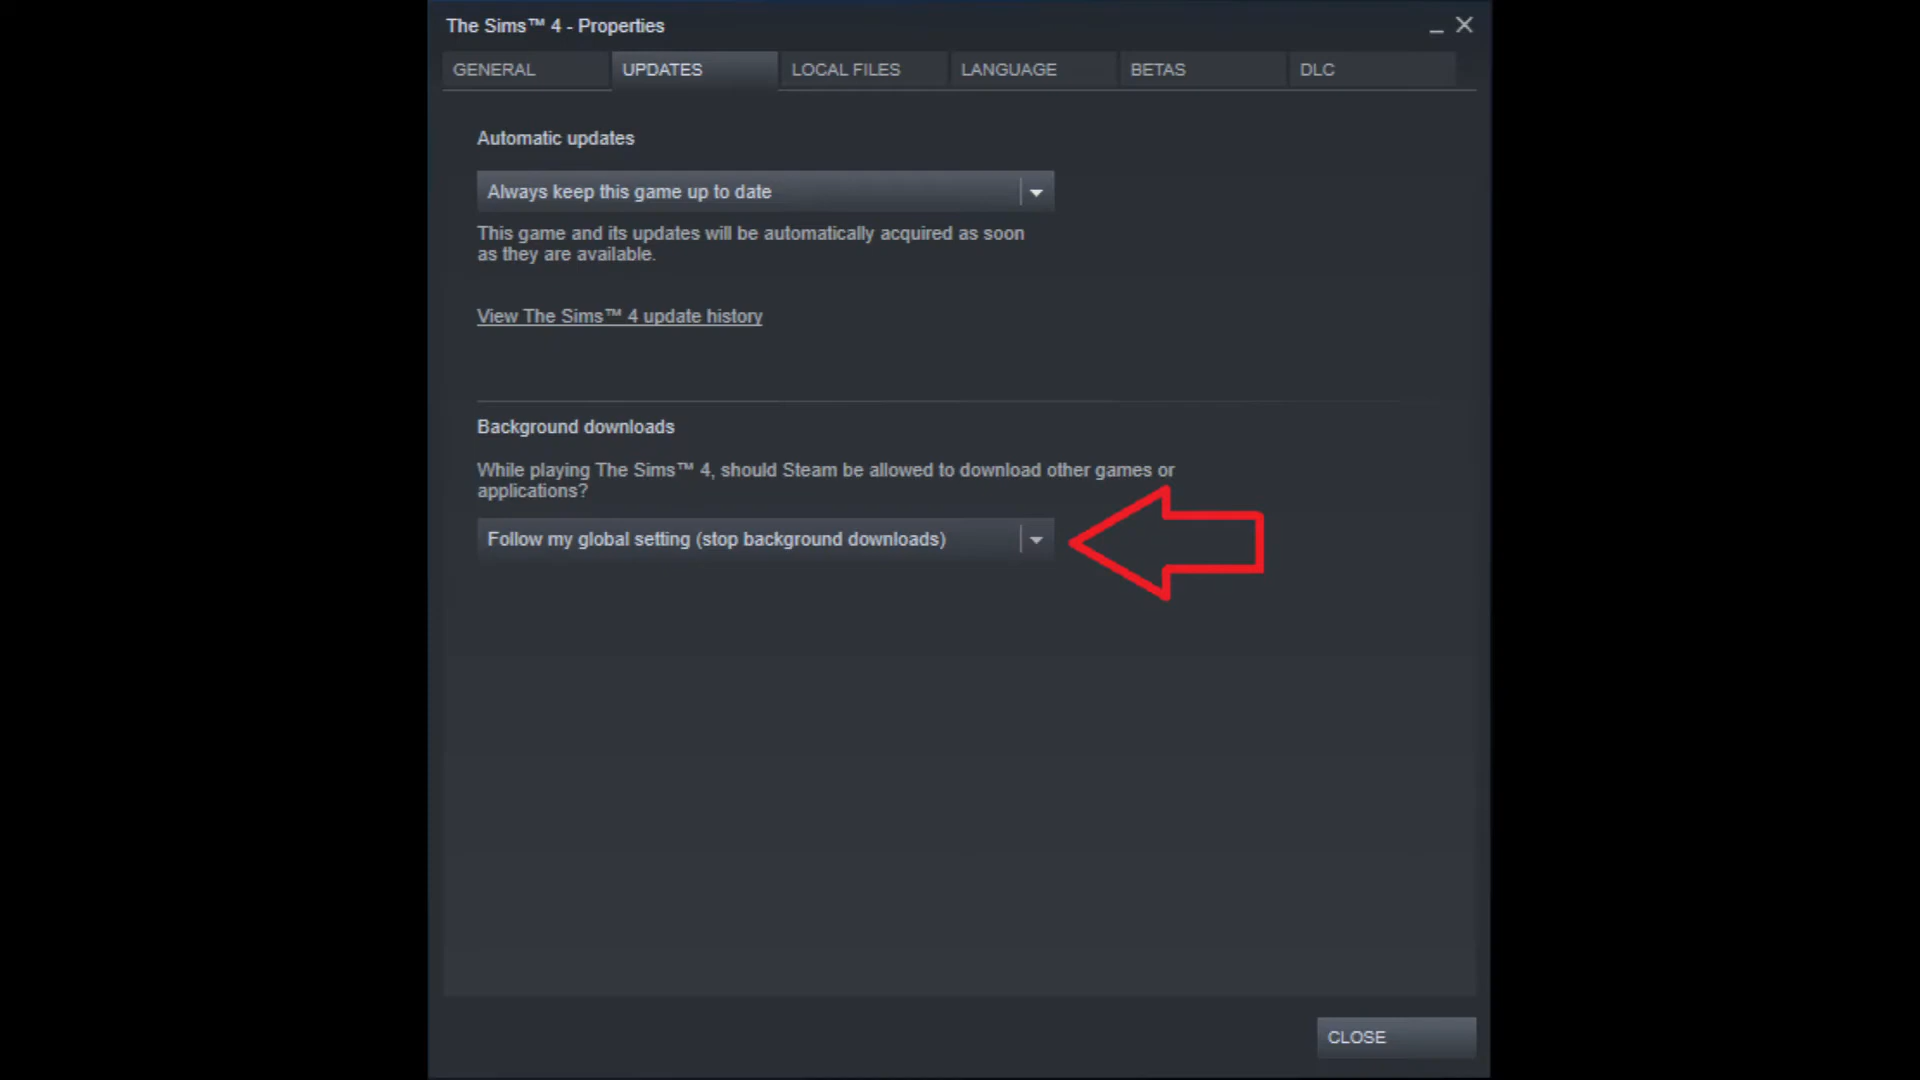 The Sims™ 4 - Properties
GENERAL UPDATES LOCAL FILES LANGUAGE BETAS DLC
Automatic updates
Always keep this game up to date
This game and its updates will be automatically acquired as soon
as they are available.
View The Sims™ 4 update history
Background downloads
While playing The Sims™ 4, should Steam be allowed to download other games or
applications?
Follow my global setting (stop background downloads)
CLOSE